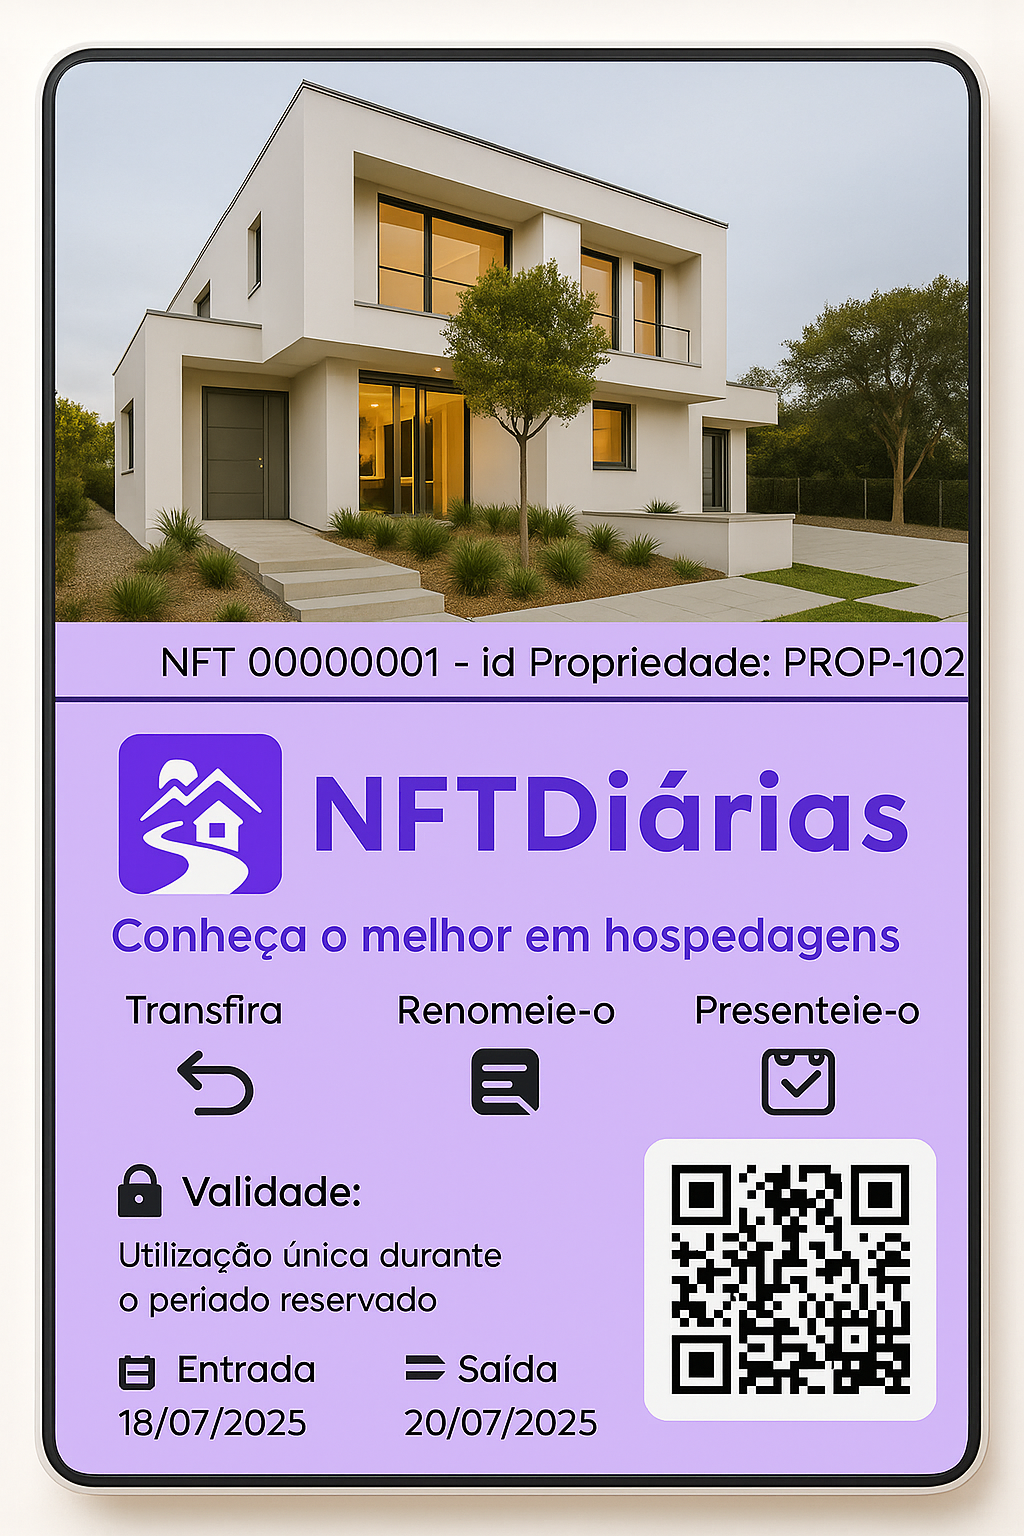 NFT 00000001 - id Propriedade: PROP-102
NFTDiárias
Conheça o melhor em hospedagens
Transfira
Renomeie-o
Presenteie-o
Validade:
Utilização única durante
o periado reservado
Entrada
Saída
18/07/2025
20/07/2025